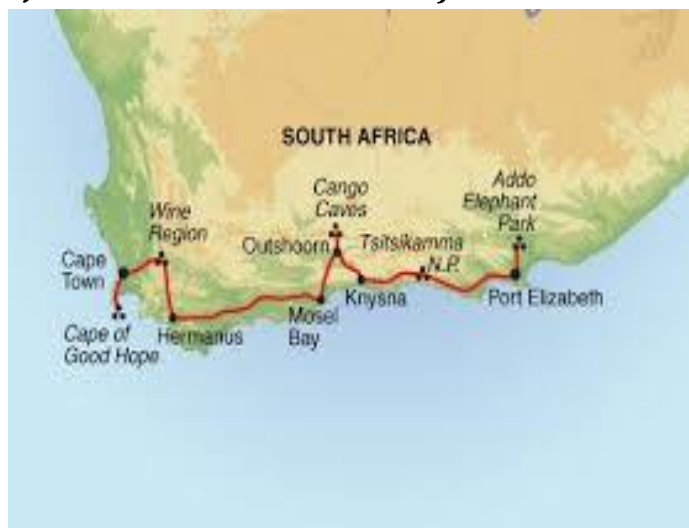 SOUTH AFRICA
Cango
Caves
Addo
Elephant
Park
Wine
Region
Outshoorn
Tsitsikamma
N.P.
Cape
Town
Knysna
Port Elizabeth
Mosel
Bay
Hermanus
Cape of
Good Hope